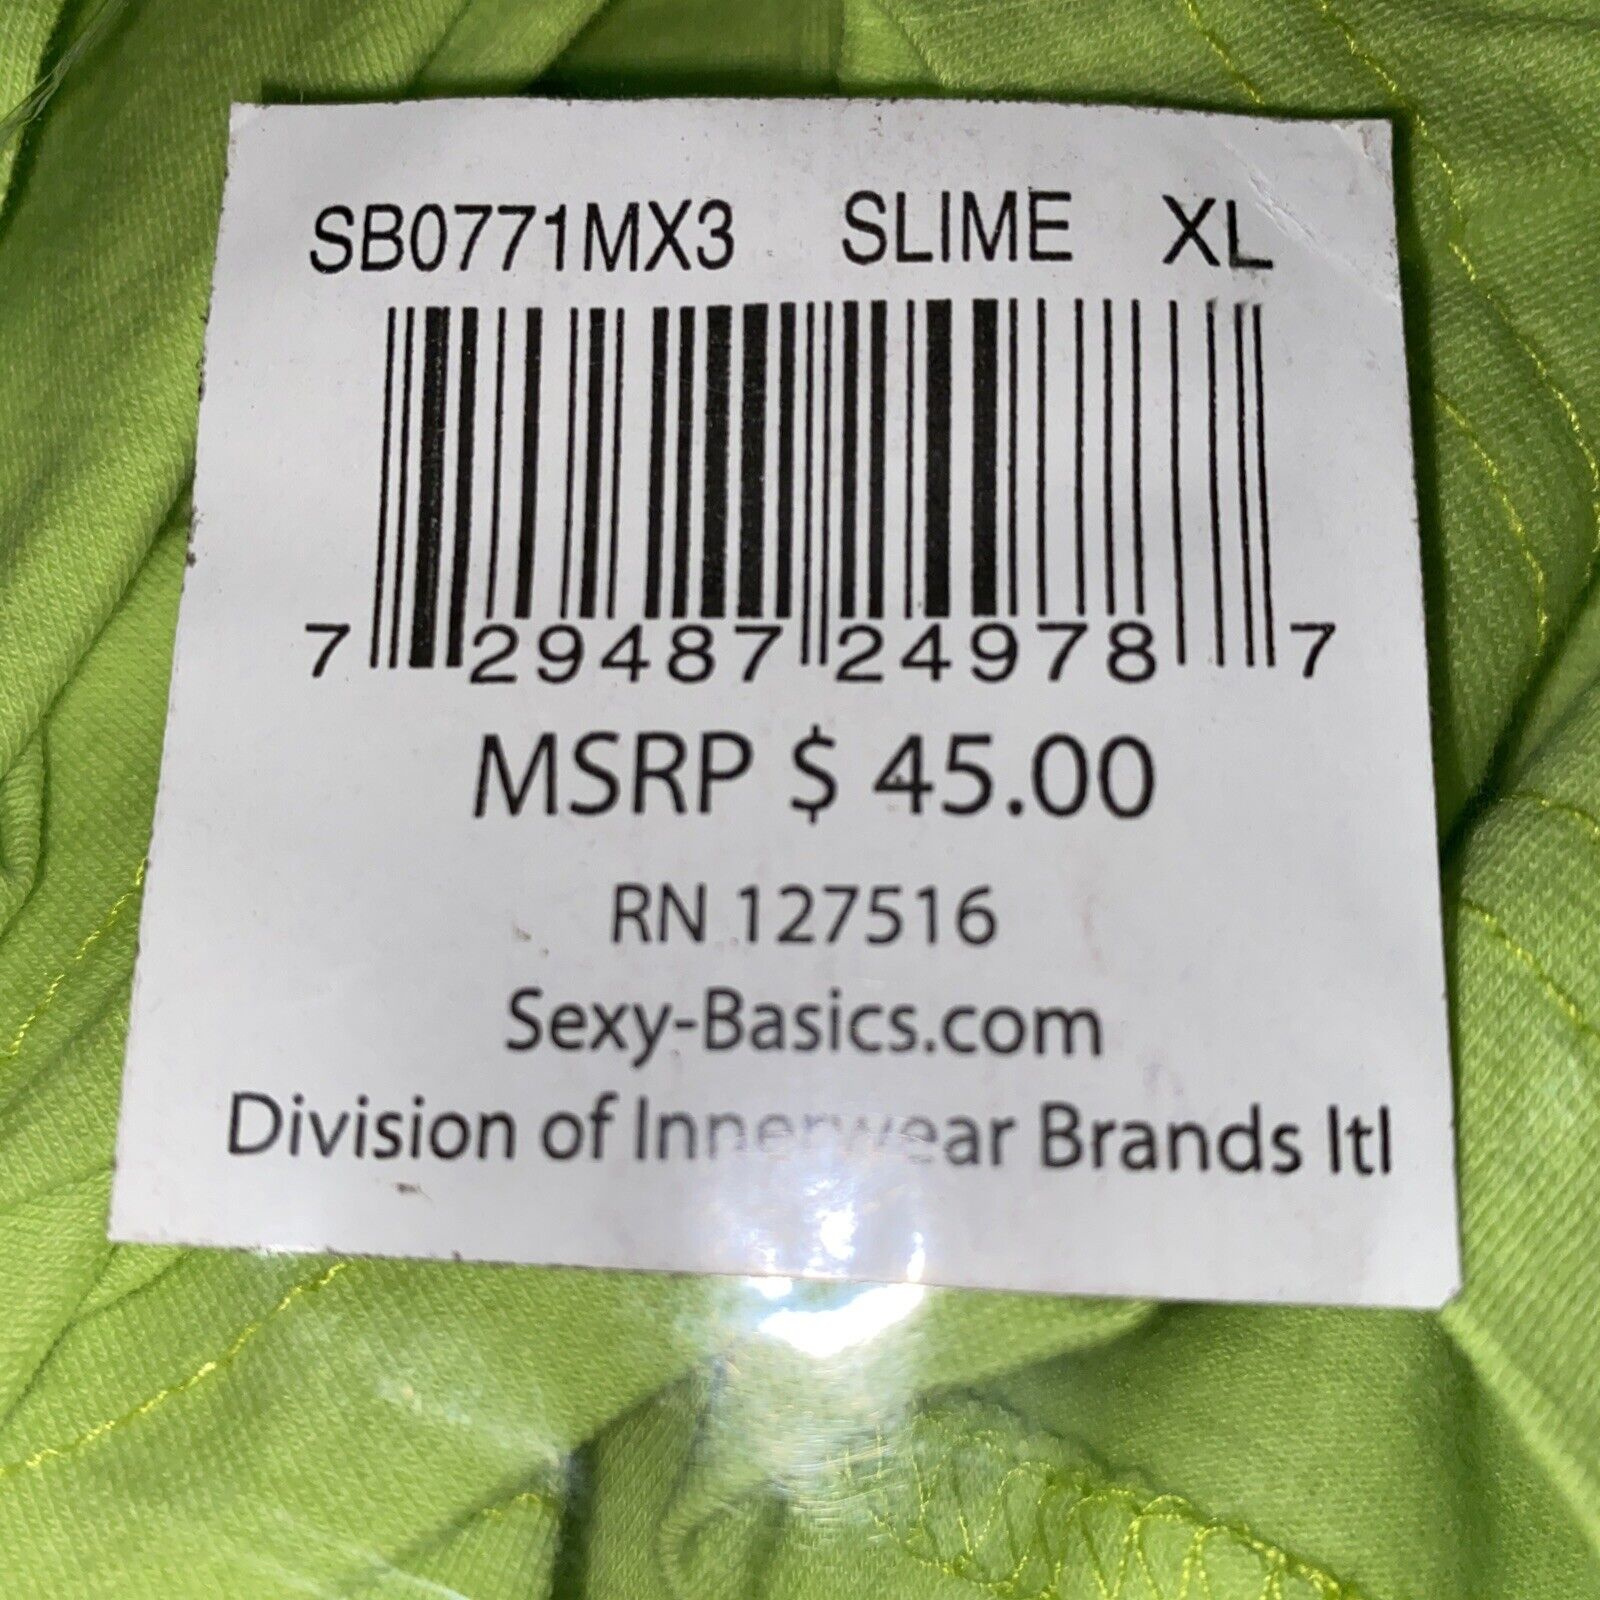 SB0771MX3 SLIME XL
7 29487 24978 7
MSRP $ 45.00
RN 127516
Sexy-Basics.com
Division of Innerwear Brands Itl